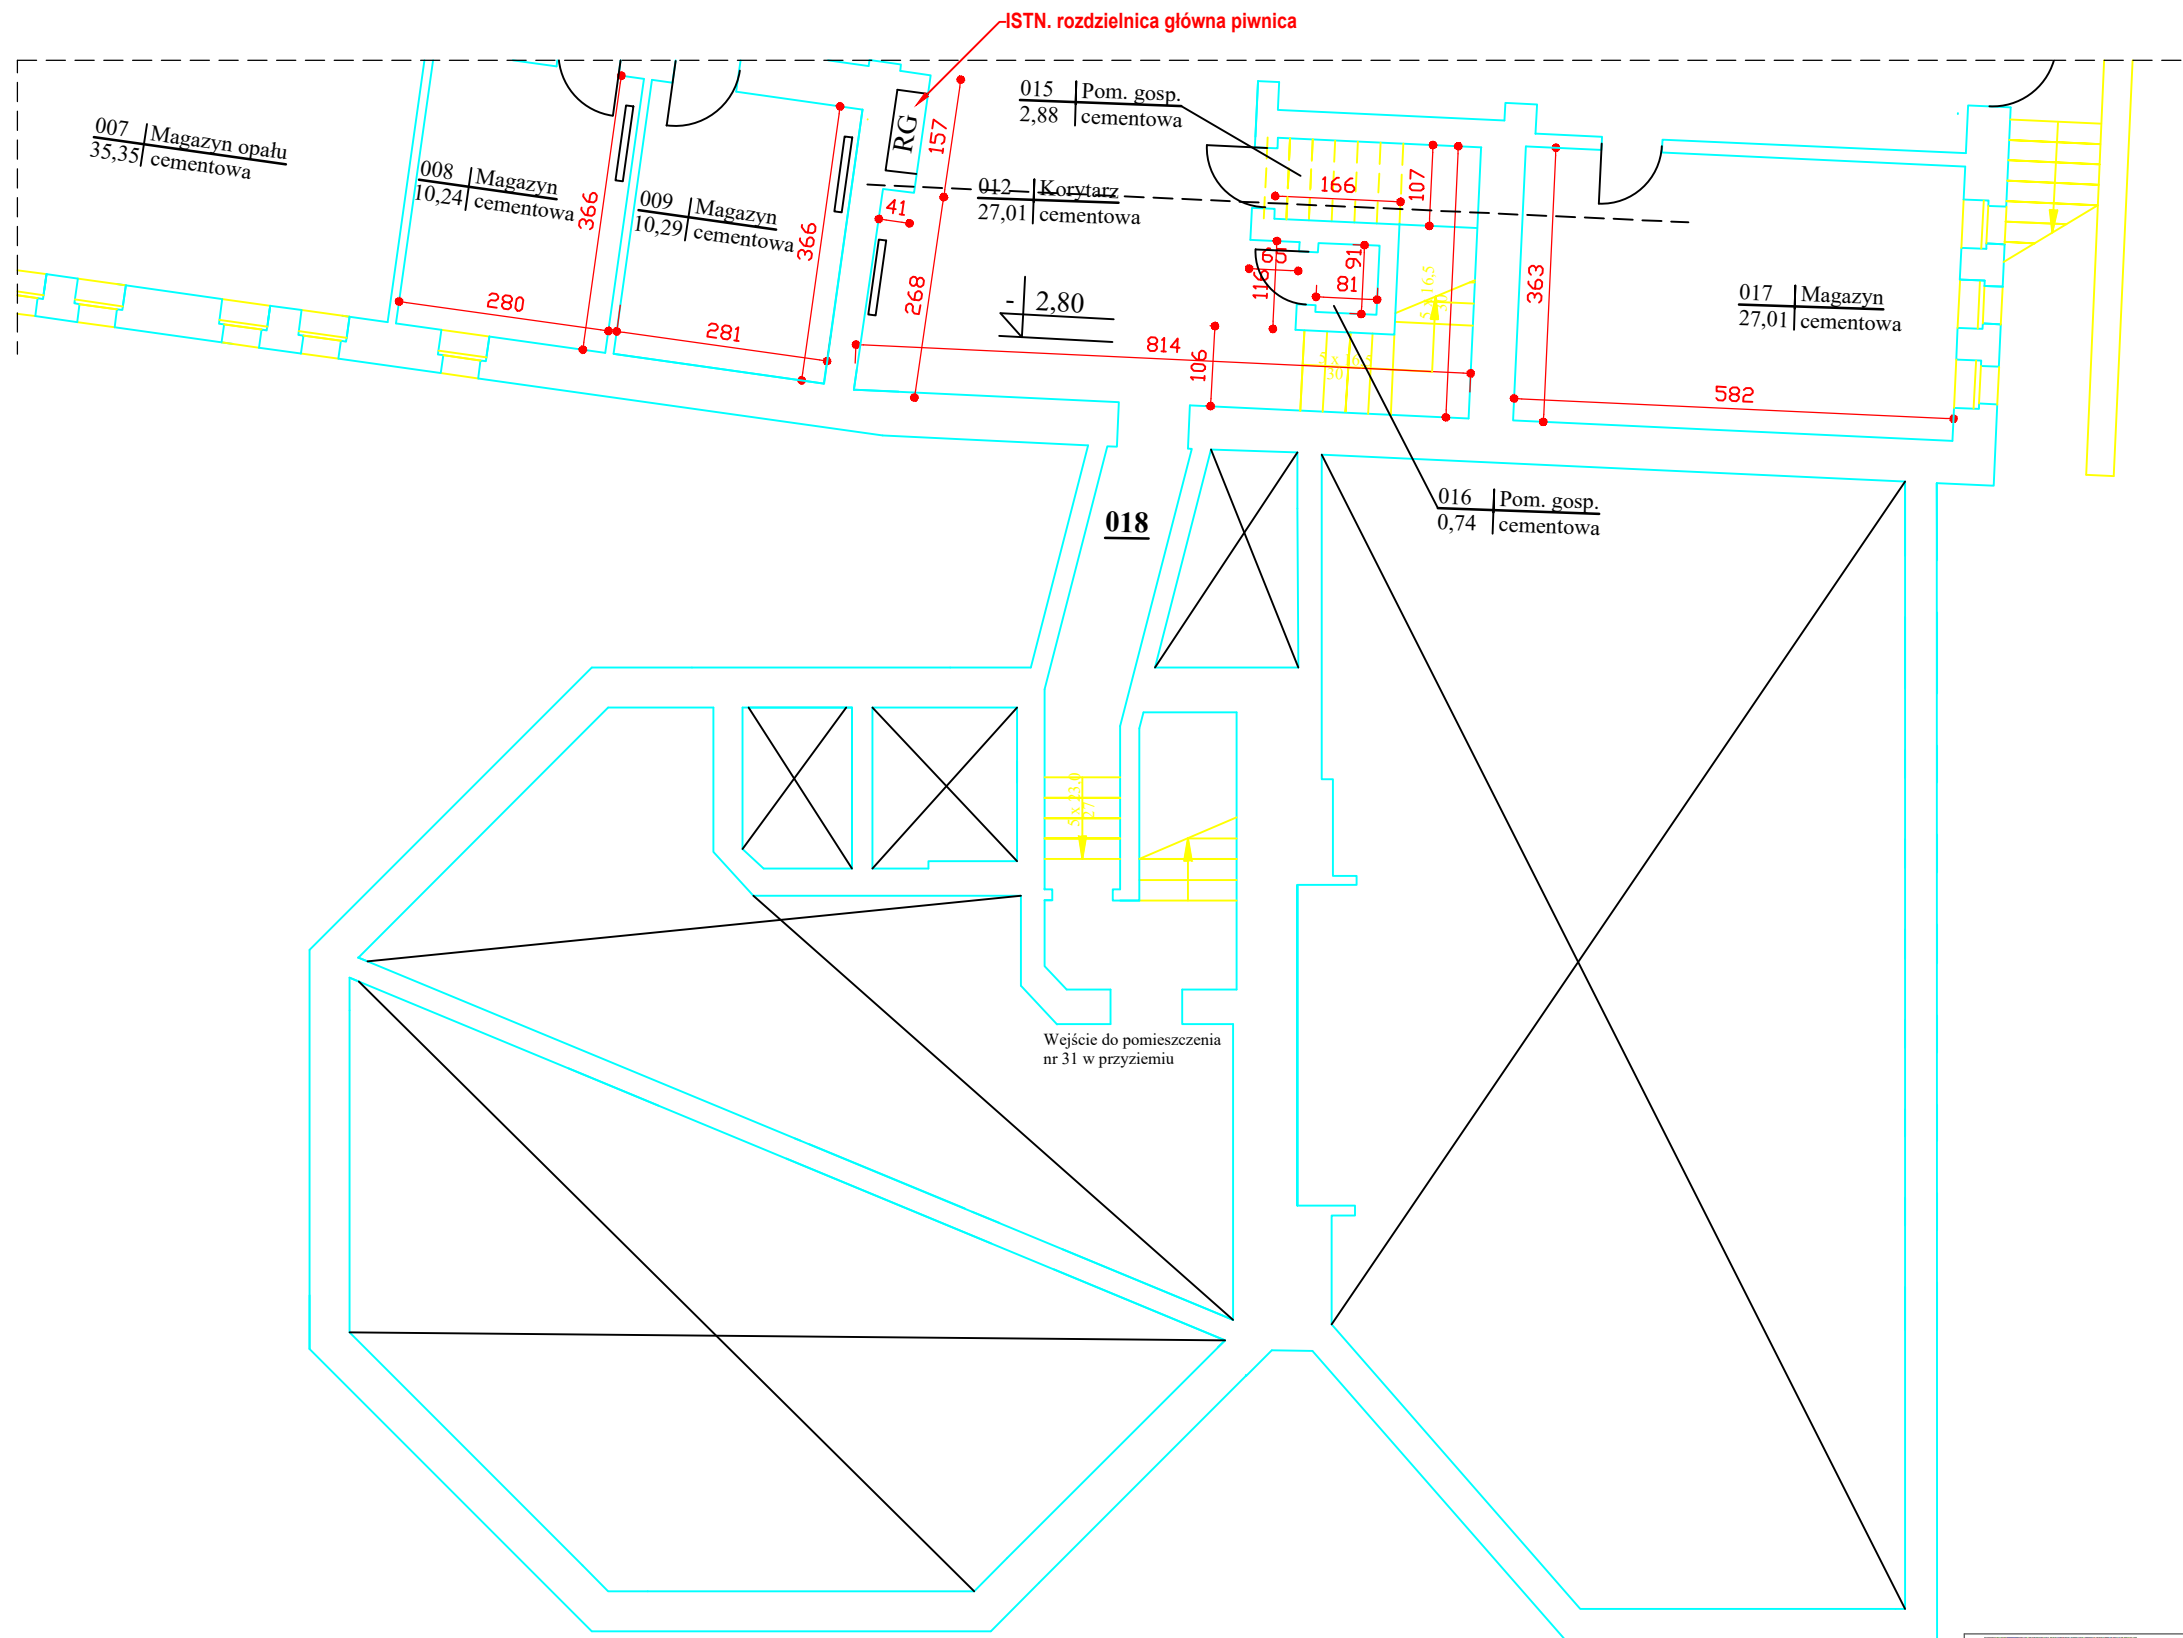 ISTN. rozdzielnica główna piwnica
015 Pom. gosp.
2,88 cementowa
007 Magazyn opału
35,35 cementowa
008 Magazyn
10,24 cementowa
366
009 Magazyn
10,29 cementowa
366
RG
157
41
012 Korytarz
27,01 cementowa
166
107
65
116
91
81
363
017 Magazyn
27,01 cementowa
280
281
268
- 2,80
106
814
582
016 Pom. gosp.
0,74 cementowa
018
Wejście do pomieszczenia
nr 31 w przyziemiu